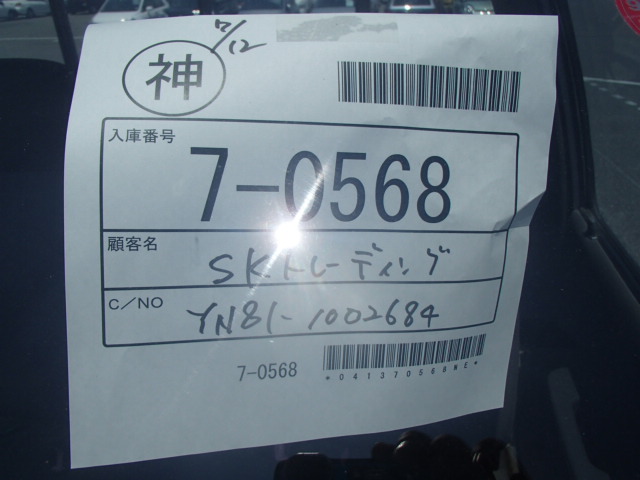 7/12
神
入庫番号
7-0568
顧客名
SKトレーディング
C/NO
YN81-1002684
7-0568
*041370568NE*